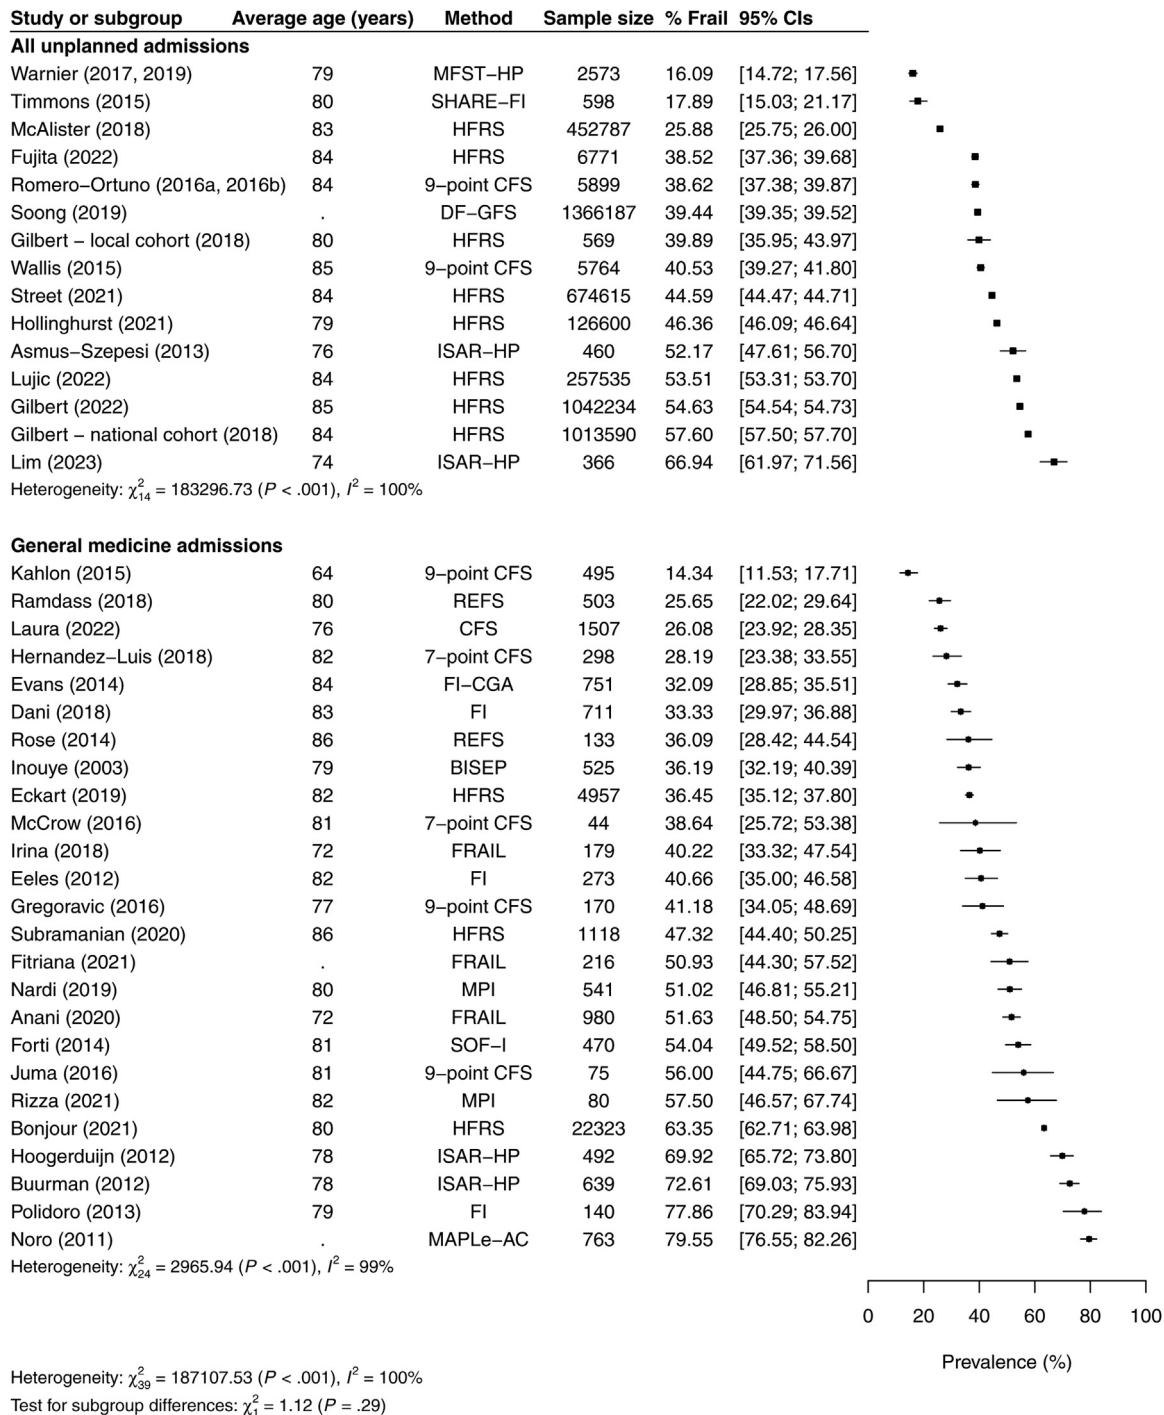 Study or subgroup Average age (years) Method Sample size % Frail 95% CIs
All unplanned admissions
Warnier (2017, 2019) 79 MFST−HP 2573 16.09 [14.72; 17.56]
Timmons (2015) 80 SHARE−FI 598 17.89 [15.03; 21.17]
McAlister (2018) 83 HFRS 452787 25.88 [25.75; 26.00]
Fujita (2022) 84 HFRS 6771 38.52 [37.36; 39.68]
Romero−Ortuno (2016a, 2016b) 84 9−point CFS 5899 38.62 [37.38; 39.87]
Soong (2019) . DF−GFS 1366187 39.44 [39.35; 39.52]
Gilbert − local cohort (2018) 80 HFRS 569 39.89 [35.95; 43.97]
Wallis (2015) 85 9−point CFS 5764 40.53 [39.27; 41.80]
Street (2021) 84 HFRS 674615 44.59 [44.47; 44.71]
Hollinghurst (2021) 79 HFRS 126600 46.36 [46.09; 46.64]
Asmus−Szepesi (2013) 76 ISAR−HP 460 52.17 [47.61; 56.70]
Lujic (2022) 84 HFRS 257535 53.51 [53.31; 53.70]
Gilbert (2022) 85 HFRS 1042234 54.63 [54.54; 54.73]
Gilbert − national cohort (2018) 84 HFRS 1013590 57.60 [57.50; 57.70]
Lim (2023) 74 ISAR−HP 366 66.94 [61.97; 71.56]
Heterogeneity: χ²₁₄ = 183296.73 (P < .001), I² = 100%
General medicine admissions
Kahlon (2015) 64 9−point CFS 495 14.34 [11.53; 17.71]
Ramdass (2018) 80 REFS 503 25.65 [22.02; 29.64]
Laura (2022) 76 CFS 1507 26.08 [23.92; 28.35]
Hernandez−Luis (2018) 82 7−point CFS 298 28.19 [23.38; 33.55]
Evans (2014) 84 FI−CGA 751 32.09 [28.85; 35.51]
Dani (2018) 83 FI 711 33.33 [29.97; 36.88]
Rose (2014) 86 REFS 133 36.09 [28.42; 44.54]
Inouye (2003) 79 BISEP 525 36.19 [32.19; 40.39]
Eckart (2019) 82 HFRS 4957 36.45 [35.12; 37.80]
McCrow (2016) 81 7−point CFS 44 38.64 [25.72; 53.38]
Irina (2018) 72 FRAIL 179 40.22 [33.32; 47.54]
Eeles (2012) 82 FI 273 40.66 [35.00; 46.58]
Gregoravic (2016) 77 9−point CFS 170 41.18 [34.05; 48.69]
Subramanian (2020) 86 HFRS 1118 47.32 [44.40; 50.25]
Fitriana (2021) . FRAIL 216 50.93 [44.30; 57.52]
Nardi (2019) 80 MPI 541 51.02 [46.81; 55.21]
Anani (2020) 72 FRAIL 980 51.63 [48.50; 54.75]
Forti (2014) 81 SOF−I 470 54.04 [49.52; 58.50]
Juma (2016) 81 9−point CFS 75 56.00 [44.75; 66.67]
Rizza (2021) 82 MPI 80 57.50 [46.57; 67.74]
Bonjour (2021) 80 HFRS 22323 63.35 [62.71; 63.98]
Hoogerduijn (2012) 78 ISAR−HP 492 69.92 [65.72; 73.80]
Buurman (2012) 78 ISAR−HP 639 72.61 [69.03; 75.93]
Polidoro (2013) 79 FI 140 77.86 [70.29; 83.94]
Noro (2011) . MAPLe−AC 763 79.55 [76.55; 82.26]
Heterogeneity: χ²₂₄ = 2965.94 (P < .001), I² = 99%
0 20 40 60 80 100
Prevalence (%)
Heterogeneity: χ²₃₉ = 187107.53 (P < .001), I² = 100%
Test for subgroup differences: χ²₁ = 1.12 (P = .29)